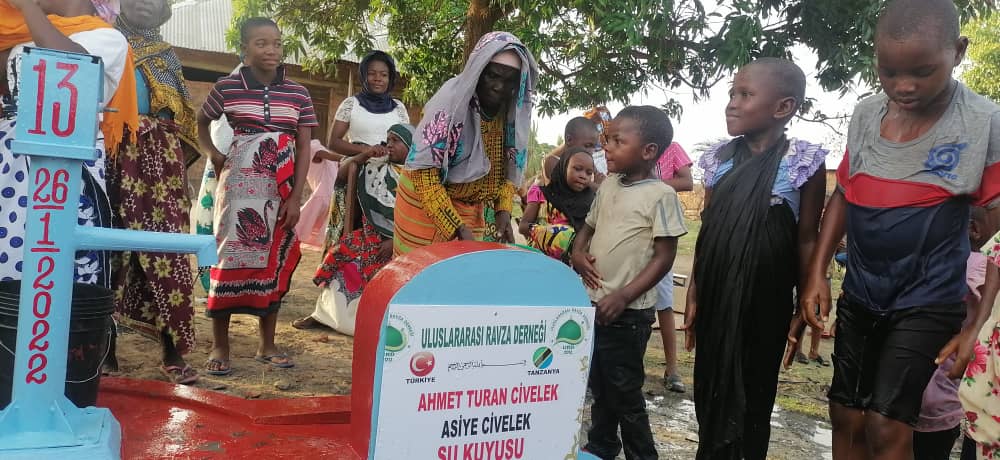 13
26
1
2022
ULUSLARARASI RAVZA DERNEĞİ
TÜRKİYE
TANZANYA
AHMET TURAN CİVELEK
ASİYE CİVELEK
SU KUYUSU